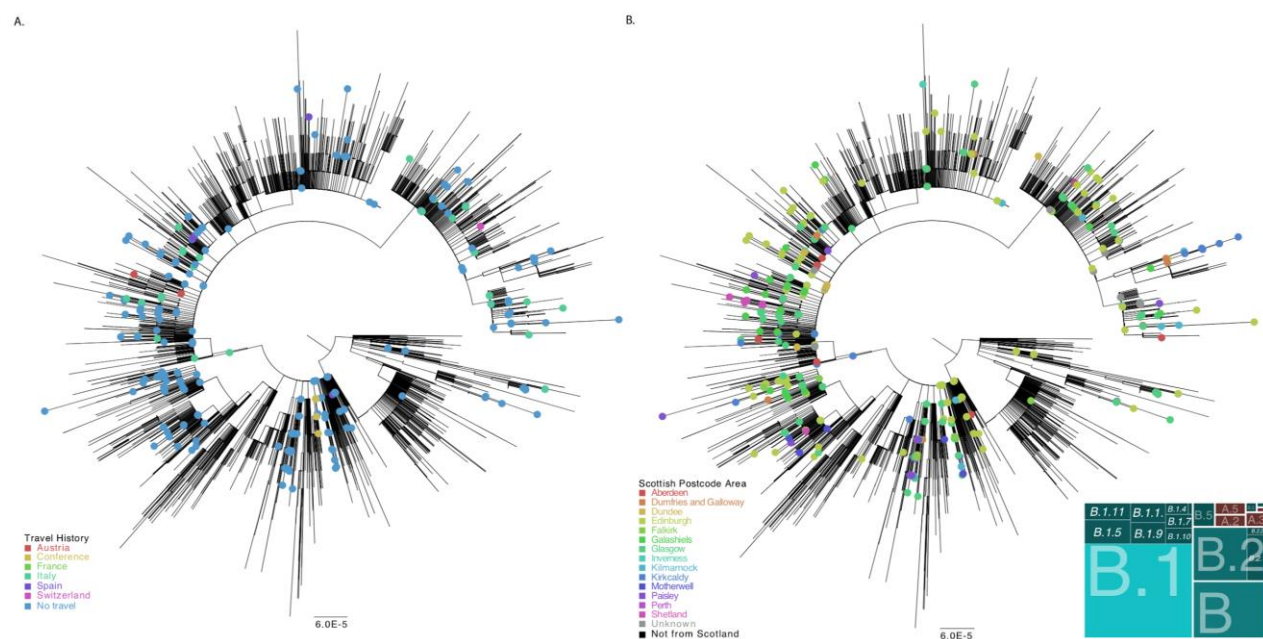 A.
B.
Travel History
Austria
Conference
France
Italy
Spain
Switzerland
No travel
6.0E-5
Scottish Postcode Area
Aberdeen
Dumfries and Galloway
Dundee
Edinburgh
Falkirk
Galashiels
Glasgow
Inverness
Kilmarnock
Kirkcaldy
Motherwell
Paisley
Perth
Shetland
Unknown
Not from Scotland
6.0E-5
B.1.11
B.1.1.
B.1.4
B.1.7
B.1.5
B.1.9
B.1.10
B.1
B.5
A.5
A.2
A.3
B.2
B